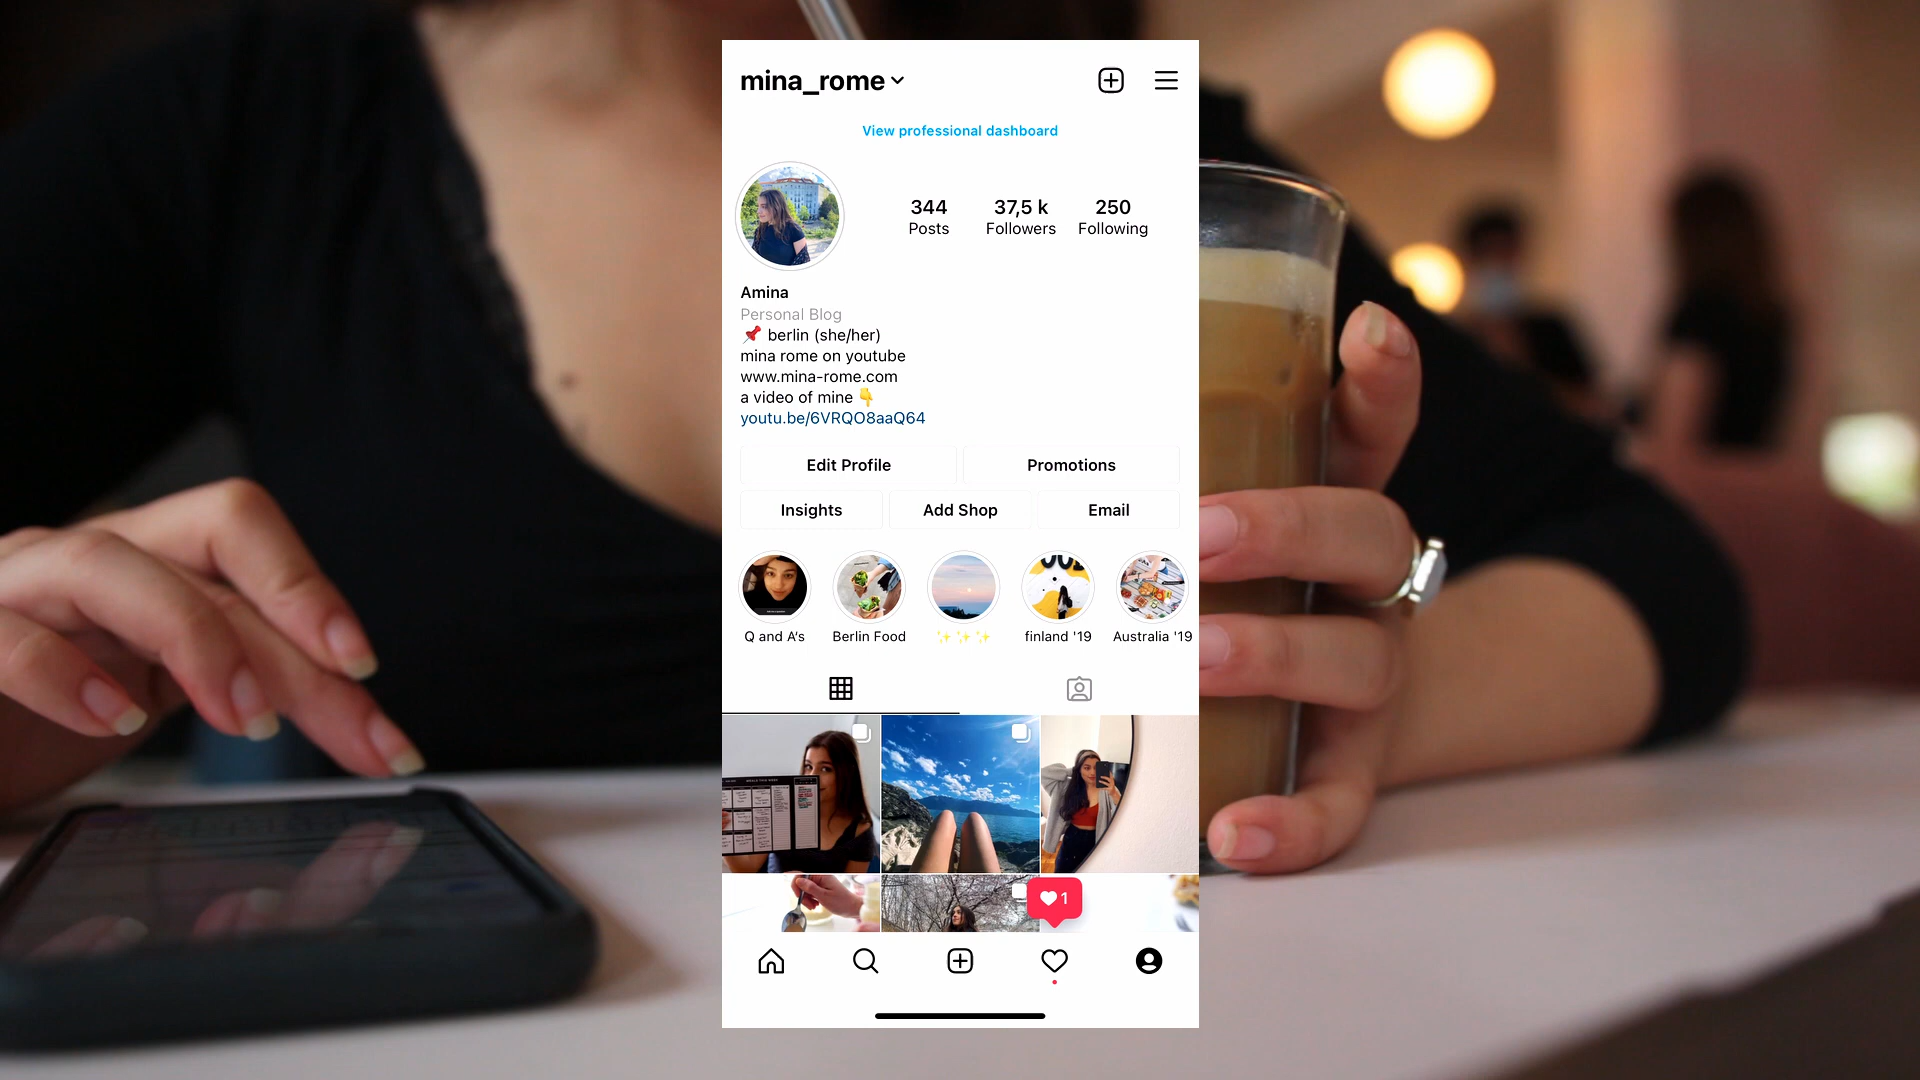 mina_rome
View professional dashboard
344 37,5 k 250
Posts Followers Following
Amina
Personal Blog
📌 berlin (she/her)
mina rome on youtube
www.mina-rome.com
a video of mine 👇
youtu.be/6VRQO8aaQ64
Edit Profile Promotions
Insights Add Shop Email
Q and A's Berlin Food ✨✨✨ finland '19 Australia '19
1